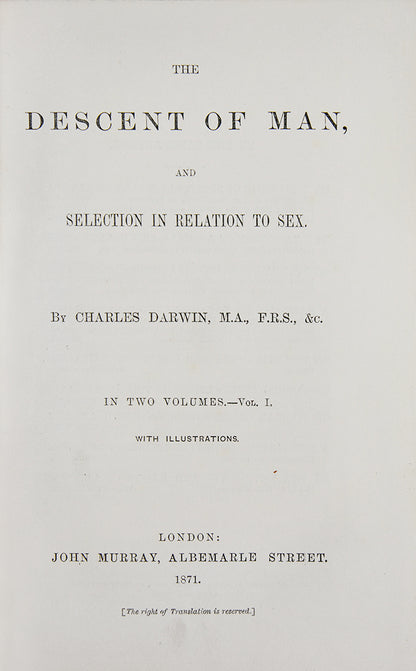 THE
DESCENT OF MAN,
AND
SELECTION IN RELATION TO SEX.
BY CHARLES DARWIN, M.A., F.R.S., &c.
IN TWO VOLUMES.—VOL. I.
WITH ILLUSTRATIONS.
LONDON:
JOHN MURRAY, ALBEMARLE STREET.
1871.
[The right of Translation is reserved.]